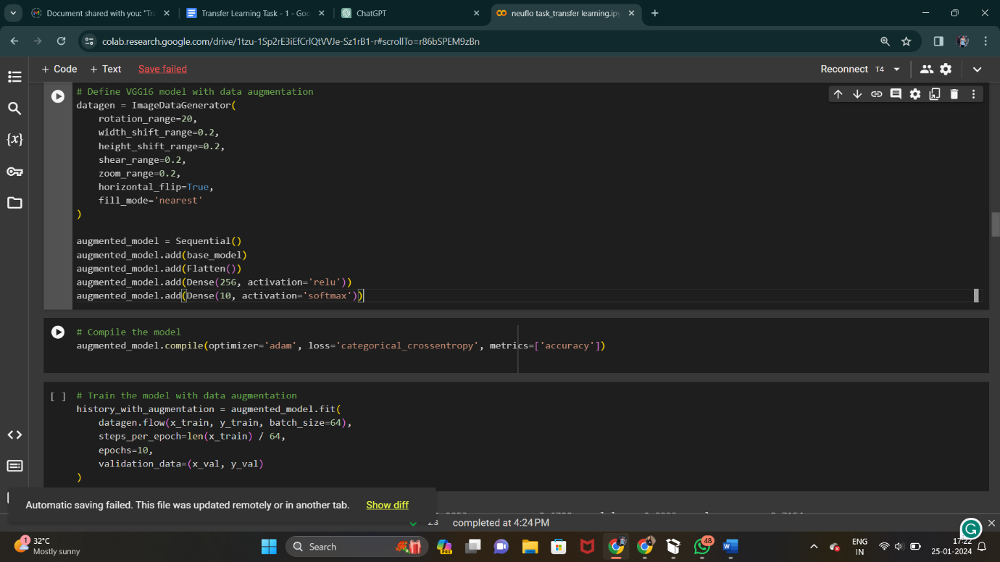 Document shared with you: "Tra
Transfer Learning Task - 1 - Goo
ChatGPT
neuflo task_transfer learning.ipy
colab.research.google.com/drive/1tzu-1Sp2rE3iEfCrlQtVVJe-Sz1rB1-r#scrollTo=r86bSPEM9zBn
+ Code + Text Save failed
Reconnect T4
# Define VGG16 model with data augmentation
datagen = ImageDataGenerator(
rotation_range=20,
width_shift_range=0.2,
height_shift_range=0.2,
shear_range=0.2,
zoom_range=0.2,
horizontal_flip=True,
fill_mode='nearest'
)
augmented_model = Sequential()
augmented_model.add(base_model)
augmented_model.add(Flatten())
augmented_model.add(Dense(256, activation='relu'))
augmented_model.add(Dense(10, activation='softmax'))
# Compile the model
augmented_model.compile(optimizer='adam', loss='categorical_crossentropy', metrics=['accuracy'])
[ ] # Train the model with data augmentation
history_with_augmentation = augmented_model.fit(
datagen.flow(x_train, y_train, batch_size=64),
steps_per_epoch=len(x_train) / 64,
epochs=10,
validation_data=(x_val, y_val)
)
{x}
Automatic saving failed. This file was updated remotely or in another tab. Show diff
2s completed at 4:24 PM
1
32°C
Mostly sunny
Search
PRE
48
ENG
IN
17:22
25-01-2024